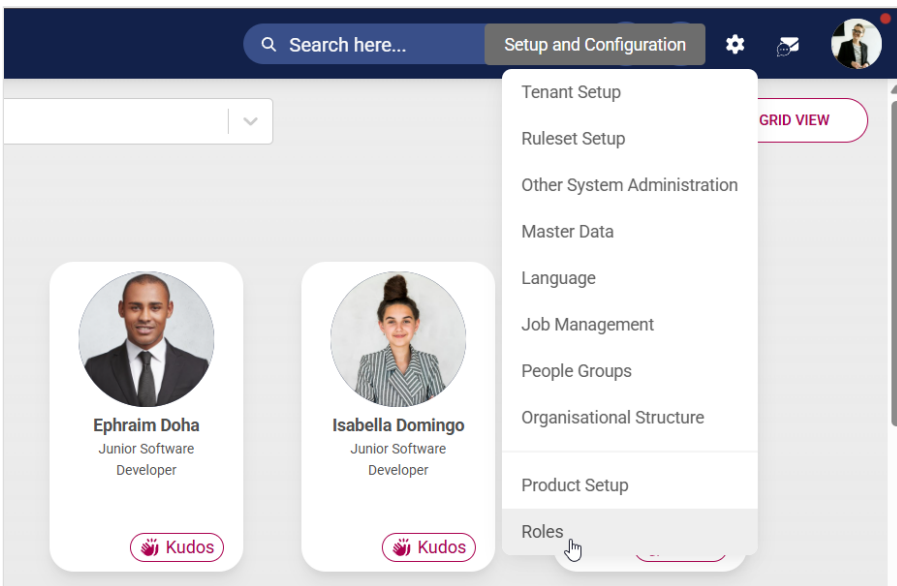 Search here...
Setup and Configuration
Tenant Setup
GRID VIEW
Ruleset Setup
Other System Administration
Master Data
Language
Job Management
People Groups
Organisational Structure
Product Setup
Roles
Ephraim Doha
Junior Software
Developer
Kudos
Isabella Domingo
Junior Software
Developer
Kudos